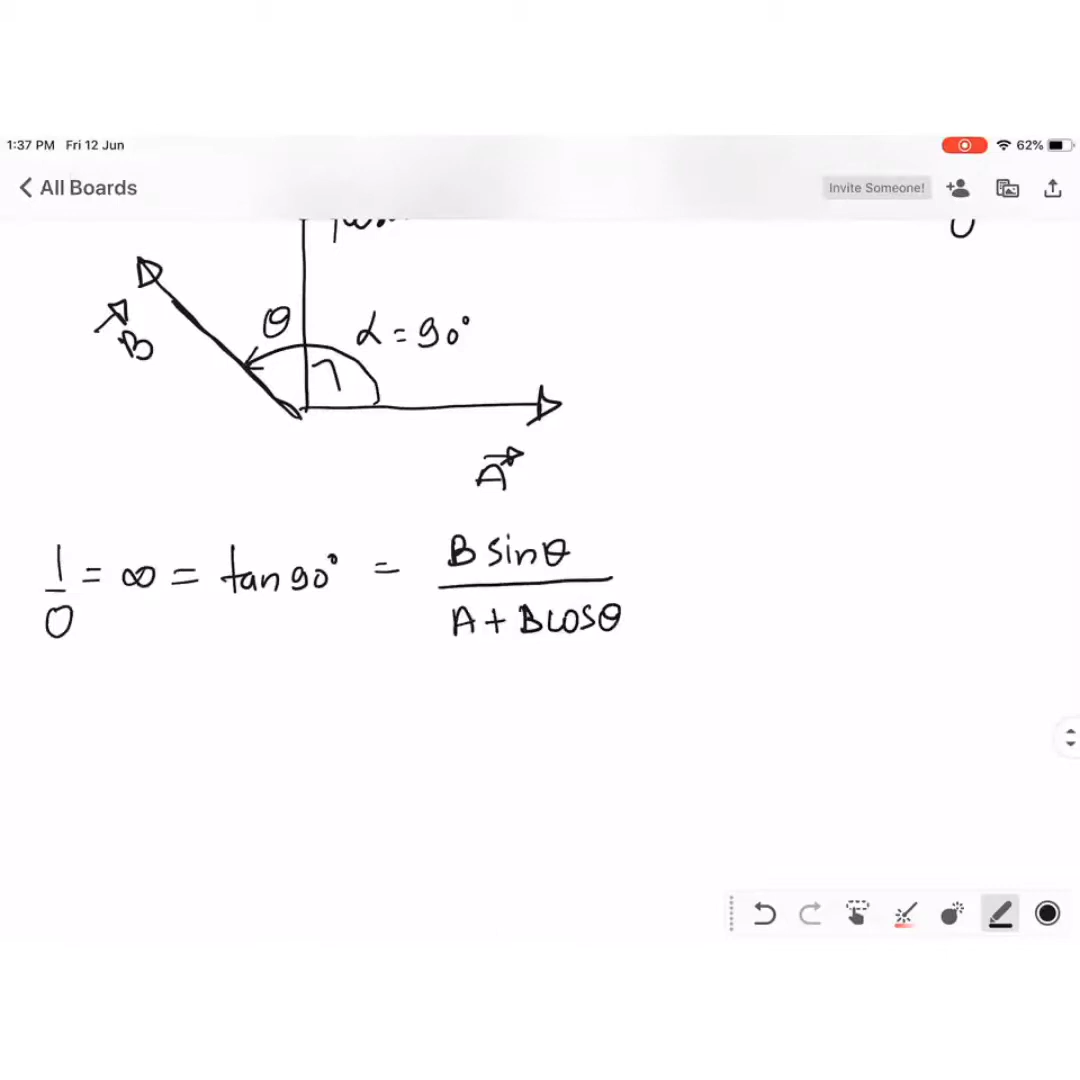 1:37 PM Fri 12 Jun
62%
All Boards
Invite Someone!
θ
α = 90°
B
A
1/0 = ∞ = tan 90° = B sinθ / A + B cosθ